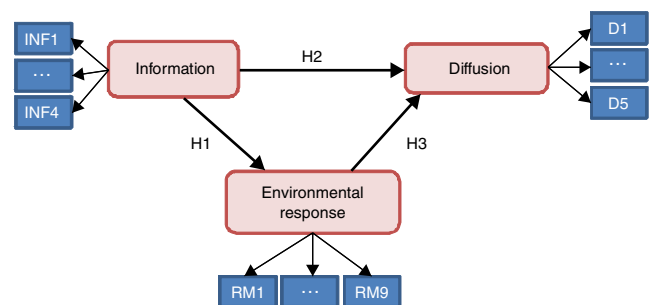 INF1
...
INF4
Information
H2
Diffusion
D1
...
D5
H1
H3
Environmental
response
RM1
...
RM9